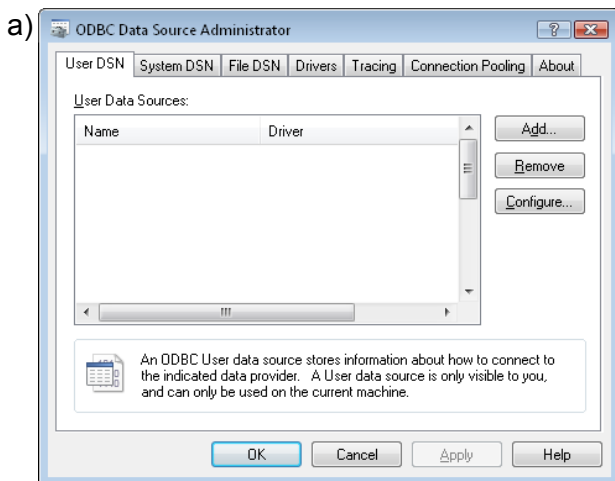 a)
ODBC Data Source Administrator
User DSN System DSN File DSN Drivers Tracing Connection Pooling About
User Data Sources:
Name Driver
Add...
Remove
Configure...
An ODBC User data source stores information about how to connect to
the indicated data provider. A User data source is only visible to you,
and can only be used on the current machine.
OK Cancel Apply Help